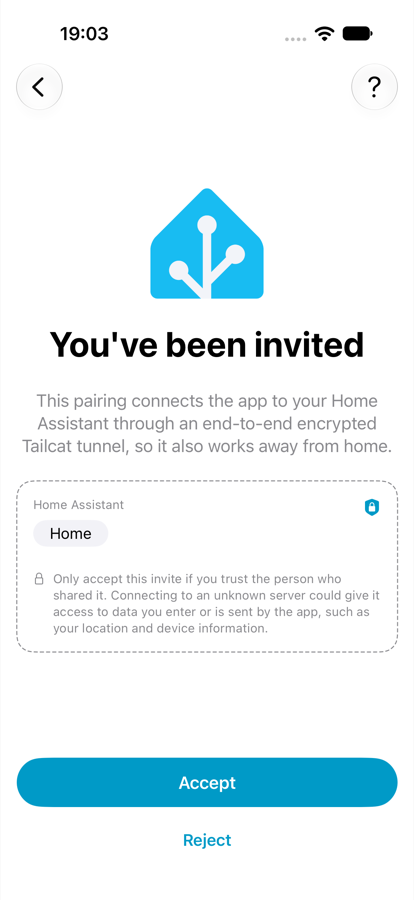 19:03
?
You've been invited
This pairing connects the app to your Home
Assistant through an end-to-end encrypted
Tailcat tunnel, so it also works away from home.
Home Assistant
Home
Only accept this invite if you trust the person who
shared it. Connecting to an unknown server could give it
access to data you enter or is sent by the app, such as
your location and device information.
Accept
Reject